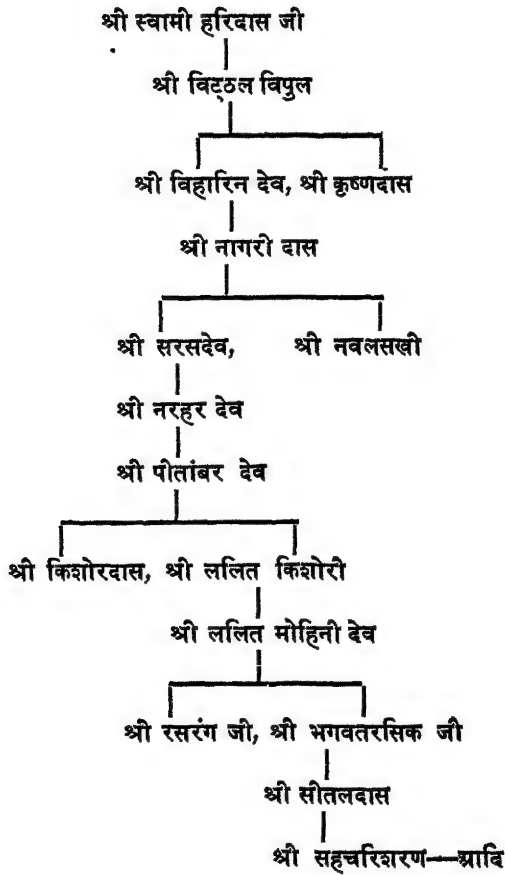 श्री स्वामी हरिदास जी
श्री विट्ठल विपुल
श्री विहारिन देव, श्री कृष्णदास
श्री नागरी दास
श्री सरसदेव, श्री नवलसखी
श्री नरहर देव
श्री पीतांबर देव
श्री किशोरदास, श्री ललित किशोरी
श्री ललित मोहिनी देव
श्री रसरंग जी, श्री भगवतरसिक जी
श्री सीतलदास
श्री सहचरिशरण—आदि